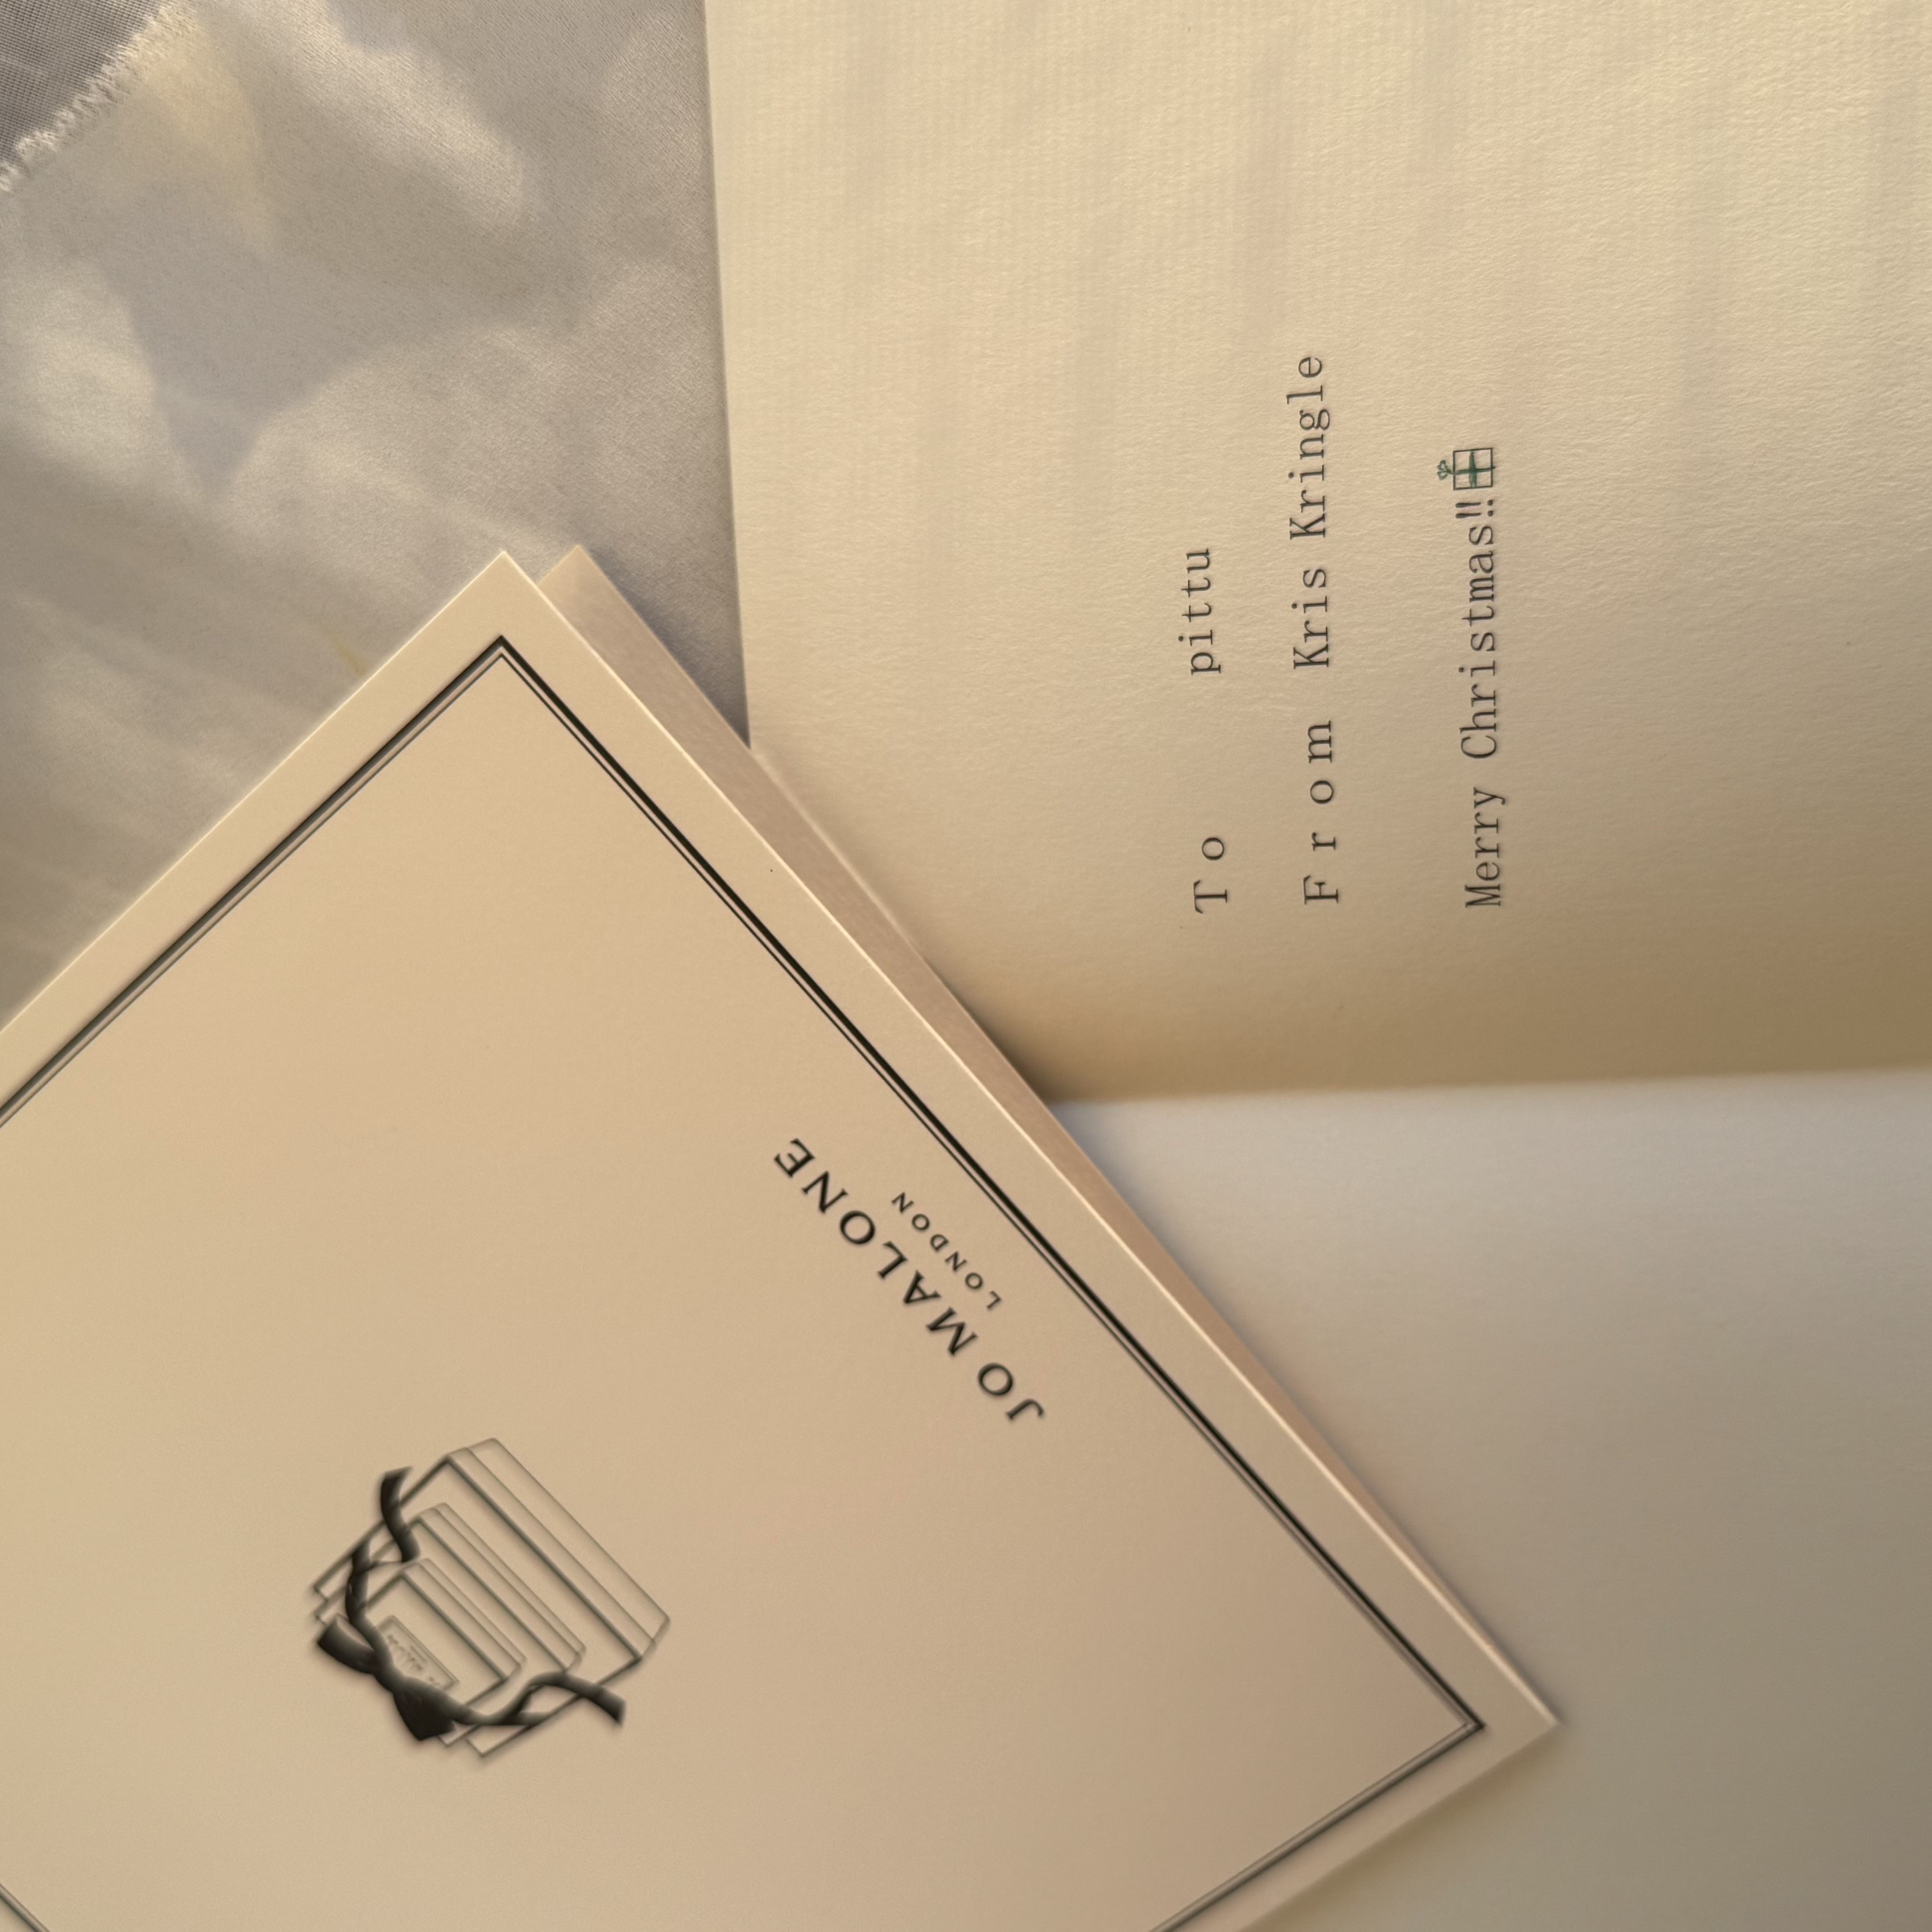 To pittu
From Kris Kringle
Merry Christmas!!🎁
JO MALONE
LONDON